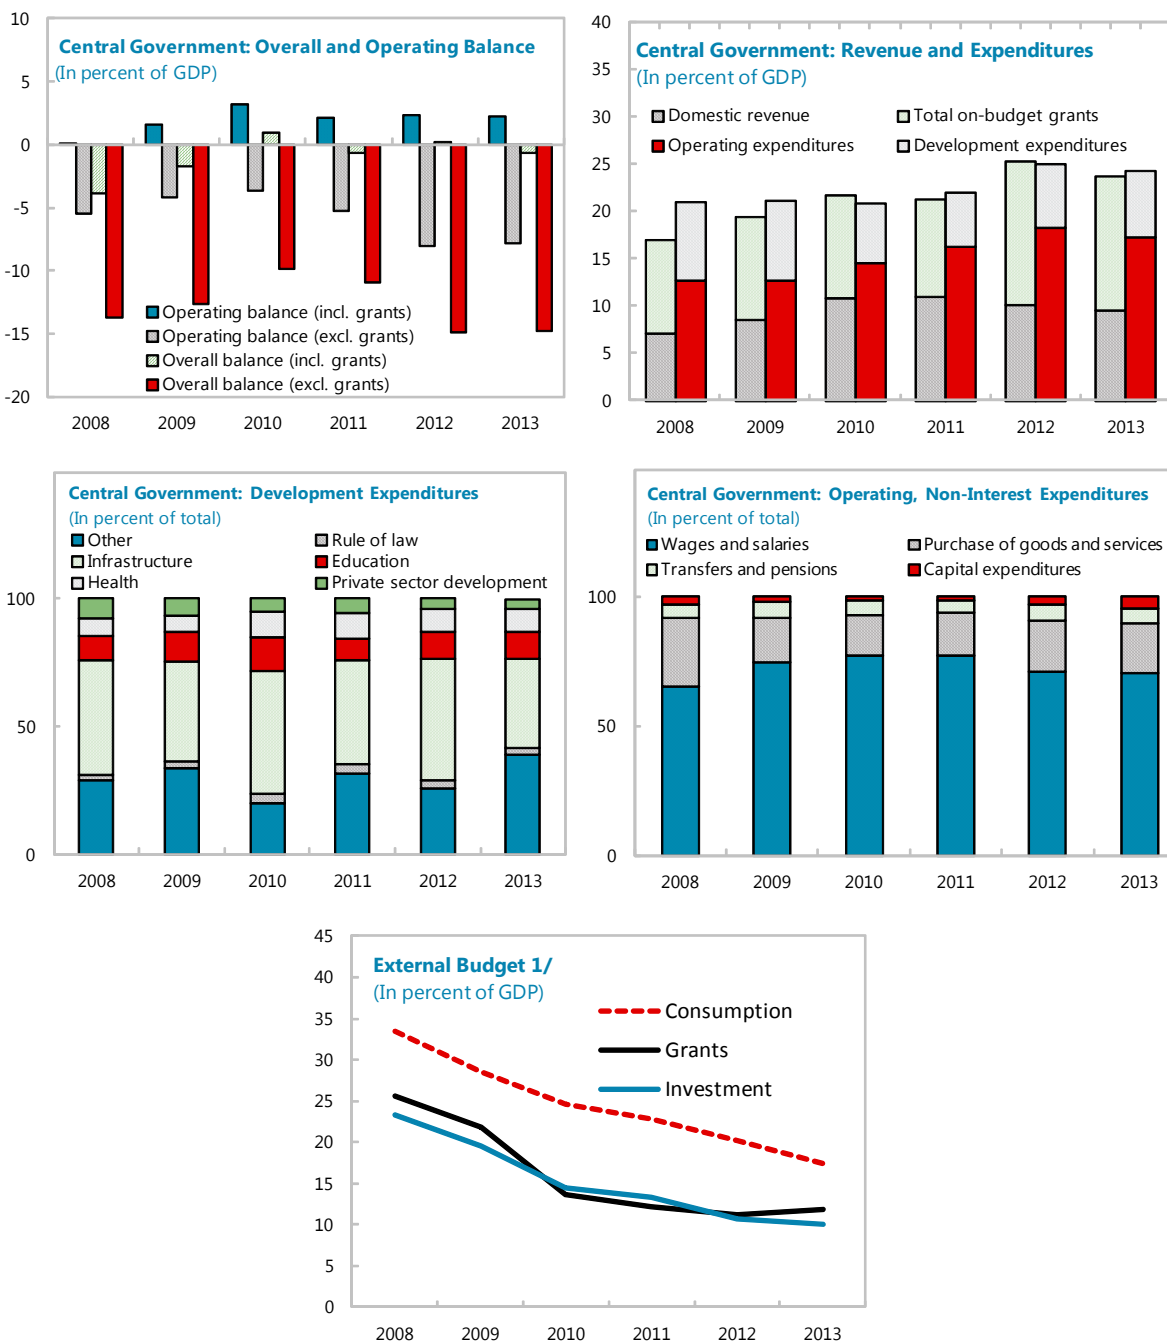 Central Government: Overall and Operating Balance
(In percent of GDP)
10
5
0
-5
-10
-15
-20
Operating balance (incl. grants)
Operating balance (excl. grants)
Overall balance (incl. grants)
Overall balance (excl. grants)
2008 2009 2010 2011 2012 2013
Central Government: Revenue and Expenditures
(In percent of GDP)
40
35
30
25
20
15
10
5
0
Domestic revenue Total on-budget grants
Operating expenditures Development expenditures
2008 2009 2010 2011 2012 2013
Central Government: Development Expenditures
(In percent of total)
Other Rule of law
Infrastructure Education
Health Private sector development
100
50
0
2008 2009 2010 2011 2012 2013
Central Government: Operating, Non-Interest Expenditures
(In percent of total)
Wages and salaries Purchase of goods and services
Transfers and pensions Capital expenditures
100
50
0
2008 2009 2010 2011 2012 2013
External Budget 1/
(In percent of GDP)
45
40
35
30
25
20
15
10
5
0
Consumption
Grants
Investment
2008 2009 2010 2011 2012 2013